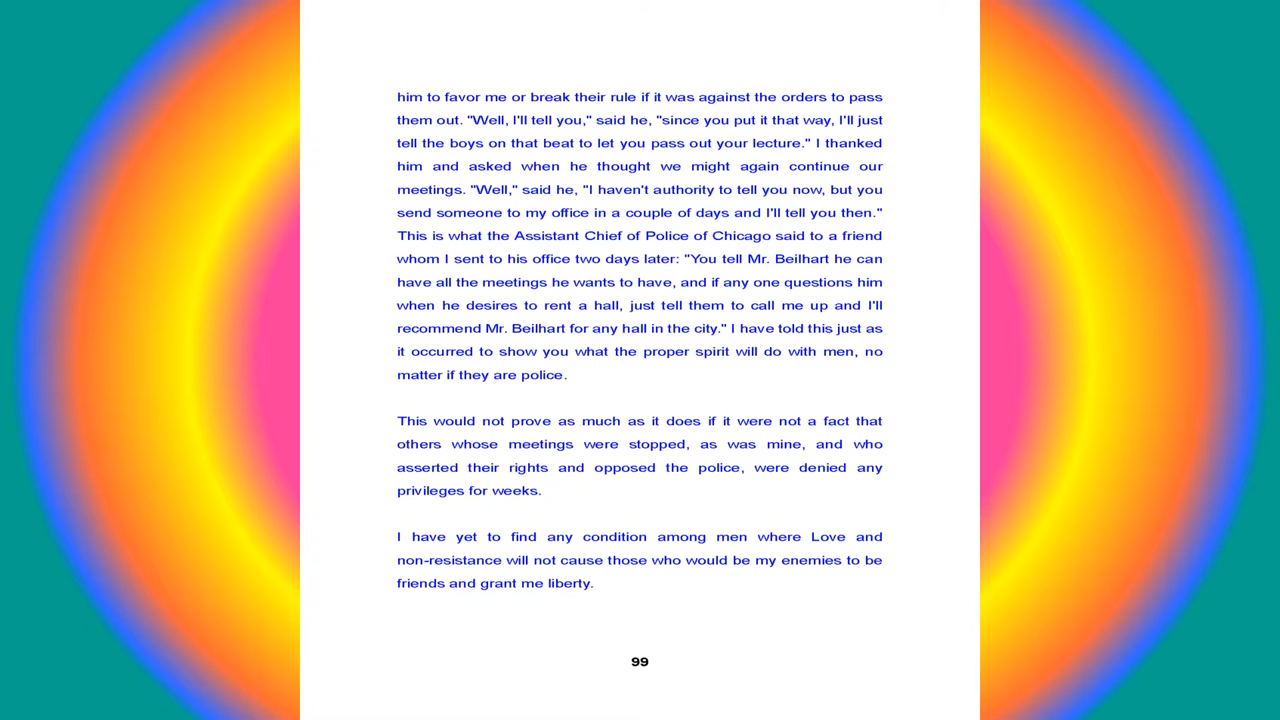 him to favor me or break their rule if it was against the orders to pass
them out. "Well, I'll tell you," said he, "since you put it that way, I'll just
tell the boys on that beat to let you pass out your lecture." I thanked
him and asked when he thought we might again continue our
meetings. "Well," said he, "I haven't authority to tell you now, but you
send someone to my office in a couple of days and I'll tell you then."
This is what the Assistant Chief of Police of Chicago said to a friend
whom I sent to his office two days later: "You tell Mr. Beilhart he can
have all the meetings he wants to have, and if any one questions him
when he desires to rent a hall, just tell them to call me up and I'll
recommend Mr. Beilhart for any hall in the city." I have told this just as
it occurred to show you what the proper spirit will do with men, no
matter if they are police.
This would not prove as much as it does if it were not a fact that
others whose meetings were stopped, as was mine, and who
asserted their rights and opposed the police, were denied any
privileges for weeks.
I have yet to find any condition among men where Love and
non-resistance will not cause those who would be my enemies to be
friends and grant me liberty.
99